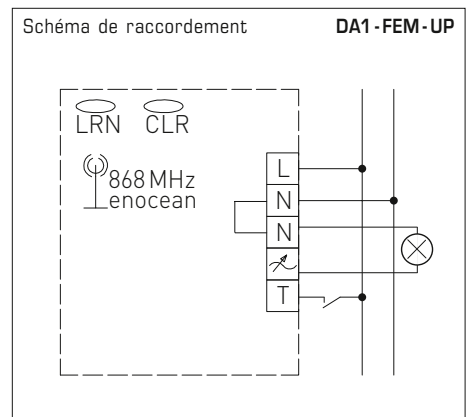 Schéma de raccordement DA1-FEM-UP
LRN CLR
868 MHz
enocean
L
N
N
T